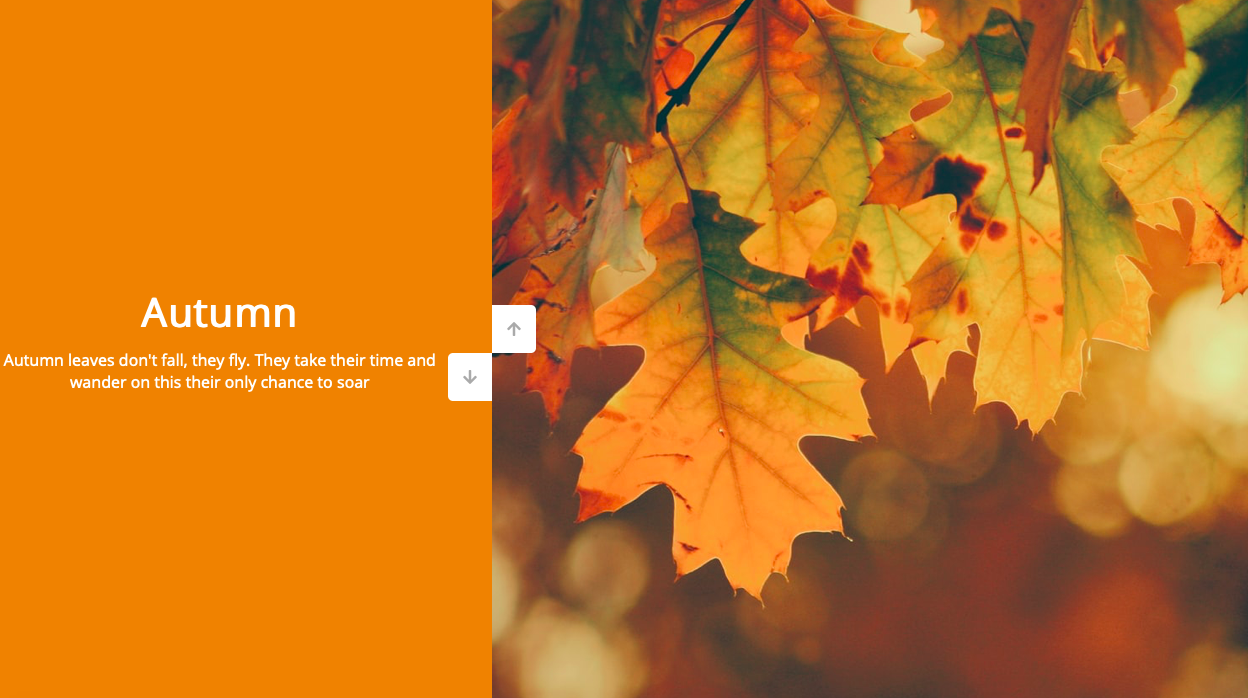 Autumn
Autumn leaves don't fall, they fly. They take their time and
wander on this their only chance to soar